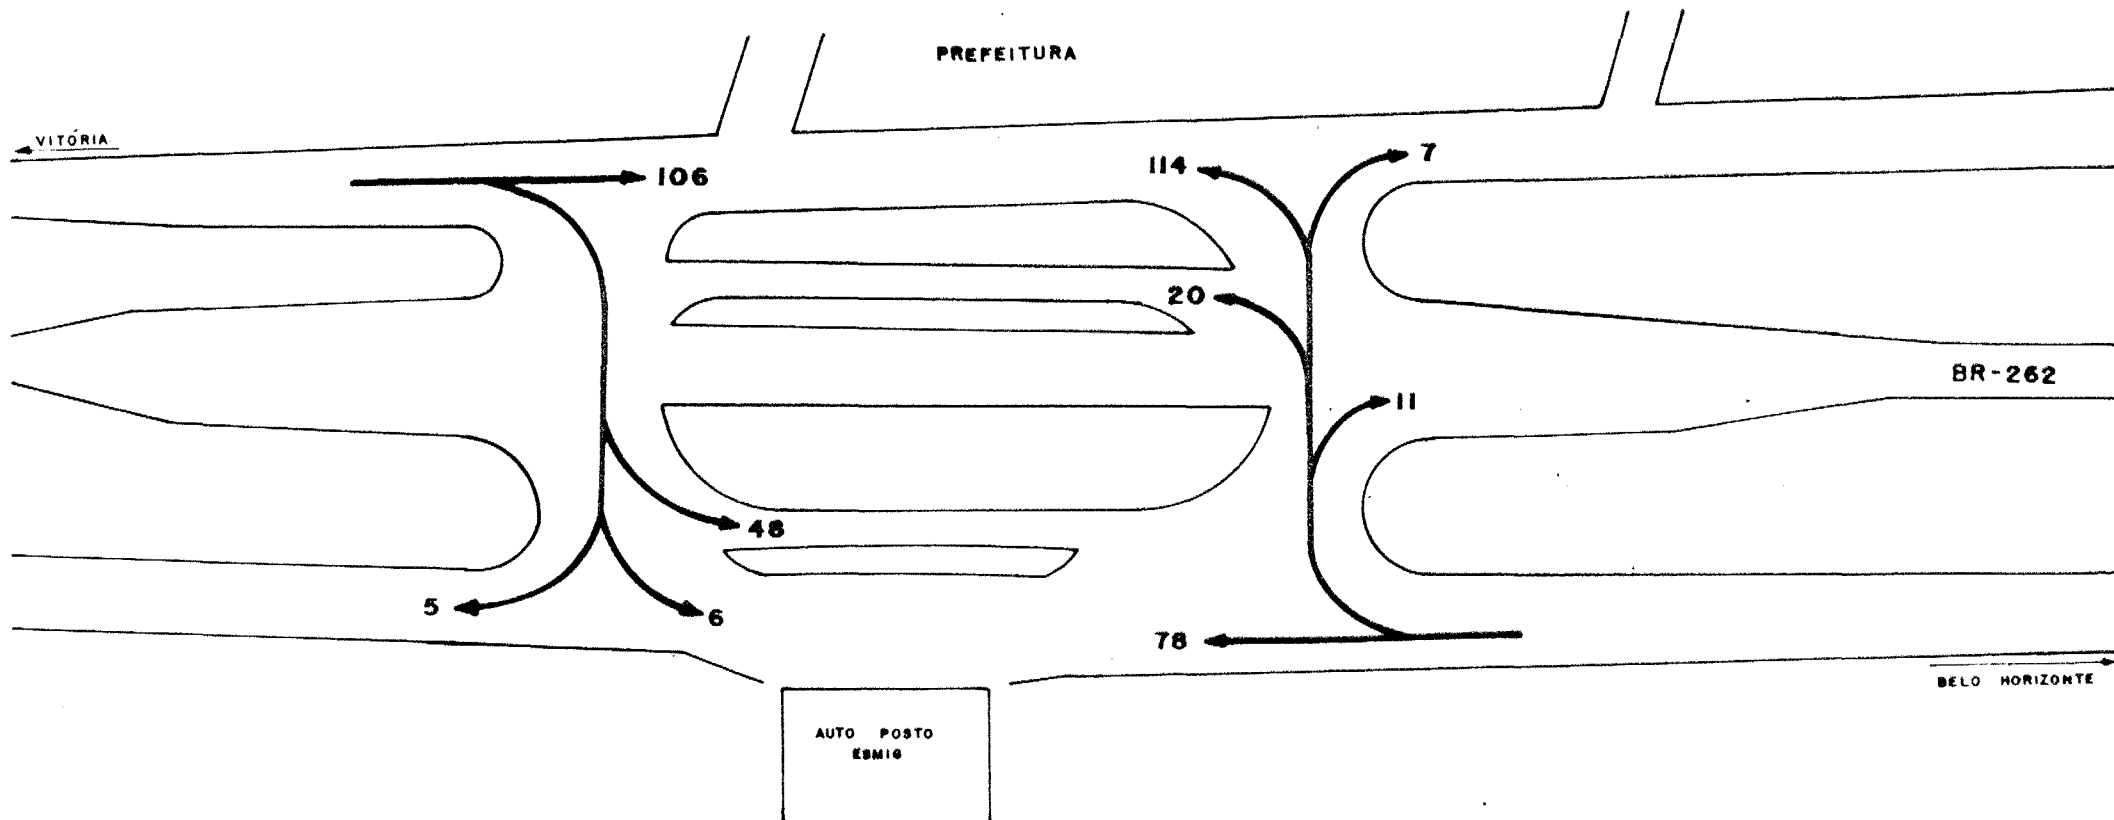 PREFEITURA
VITÓRIA
106
114
7
20
BR-262
11
48
5
6
78
BELO HORIZONTE
AUTO POSTO
ESMIG